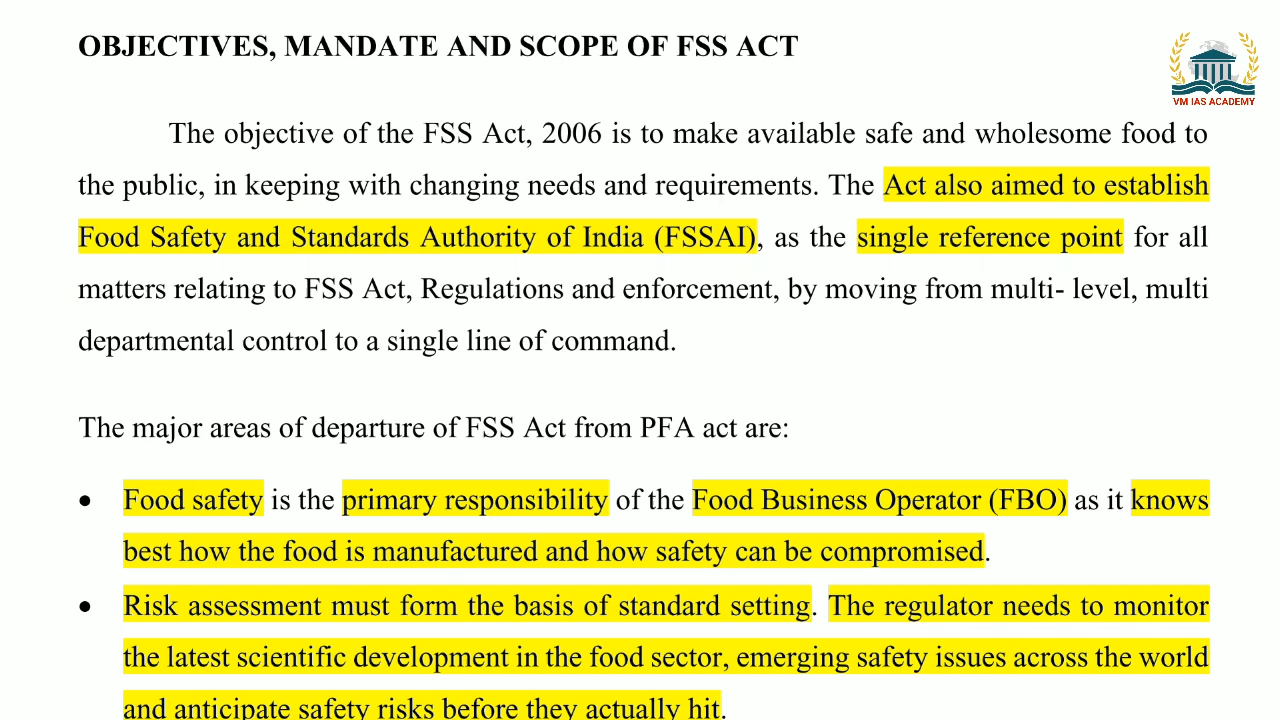 OBJECTIVES, MANDATE AND SCOPE OF FSS ACT
VM IAS ACADEMY
The objective of the FSS Act, 2006 is to make available safe and wholesome food to
the public, in keeping with changing needs and requirements. The Act also aimed to establish
Food Safety and Standards Authority of India (FSSAI), as the single reference point for all
matters relating to FSS Act, Regulations and enforcement, by moving from multi- level, multi
departmental control to a single line of command.
The major areas of departure of FSS Act from PFA act are:
• Food safety is the primary responsibility of the Food Business Operator (FBO) as it knows
best how the food is manufactured and how safety can be compromised.
• Risk assessment must form the basis of standard setting. The regulator needs to monitor
the latest scientific development in the food sector, emerging safety issues across the world
and anticipate safety risks before they actually hit.